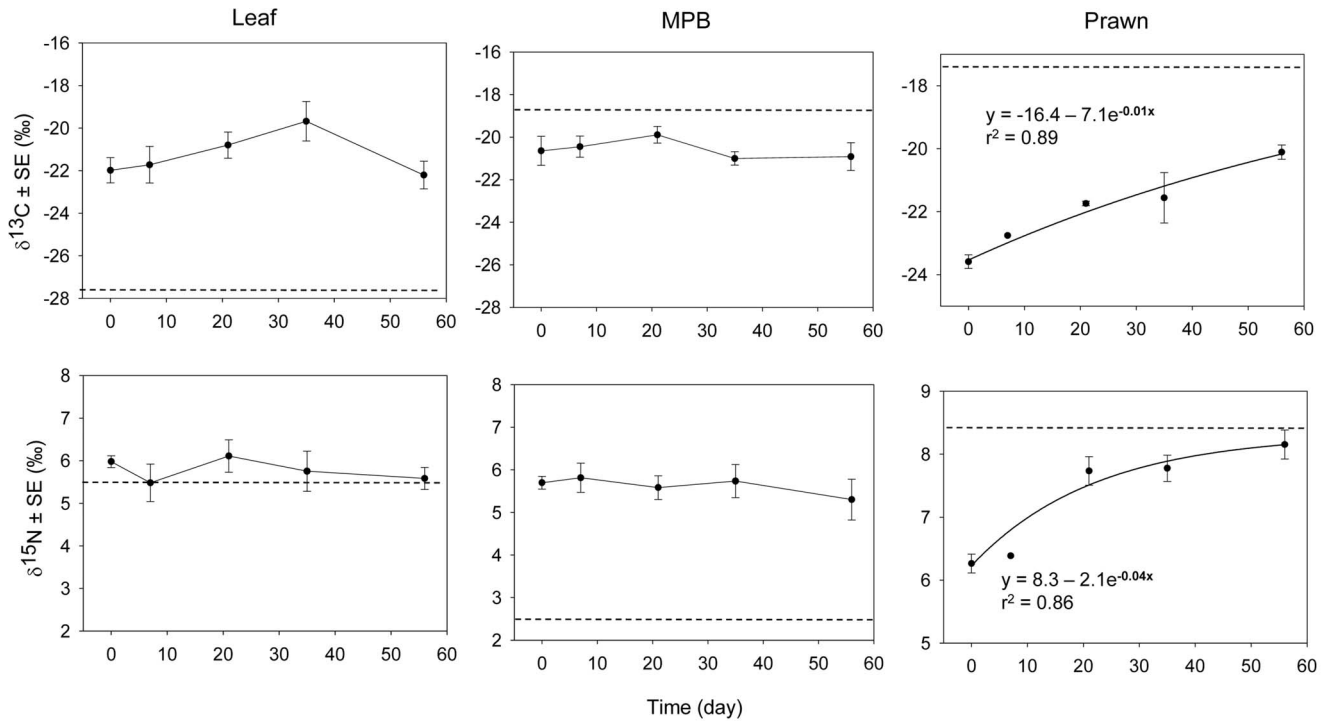 Leaf
MPB
Prawn
δ13C ± SE (‰)
-16
-18
-20
-22
-24
-26
-28
0 10 20 30 40 50 60
-16
-18
-20
-22
-24
-26
-28
0 10 20 30 40 50 60
-18
-20
-22
-24
y = -16.4 – 7.1e-0.01x
r2 = 0.89
0 10 20 30 40 50 60
δ15N ± SE (‰)
8
7
6
5
4
3
2
0 10 20 30 40 50 60
8
7
6
5
4
3
2
0 10 20 30 40 50 60
9
8
7
6
5
y = 8.3 – 2.1e-0.04x
r2 = 0.86
0 10 20 30 40 50 60
Time (day)